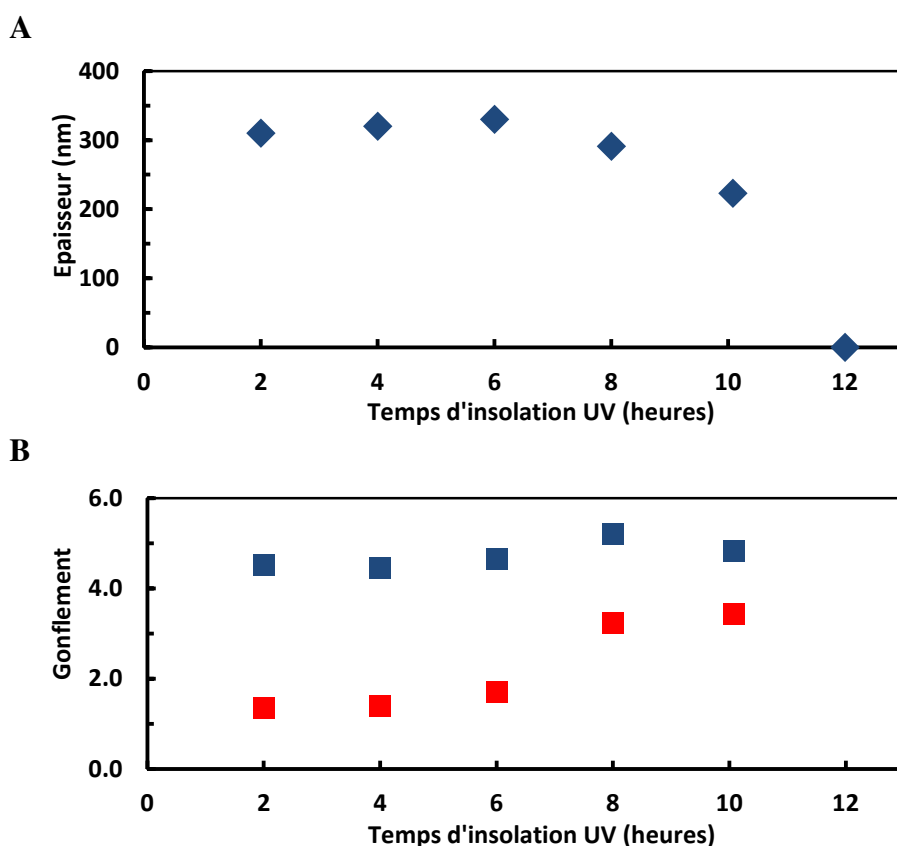 A
400
300
200
100
0
Epaisseur (nm)
0 2 4 6 8 10 12
Temps d'insolation UV (heures)
B
6.0
4.0
2.0
0.0
Gonflement
0 2 4 6 8 10 12
Temps d'insolation UV (heures)